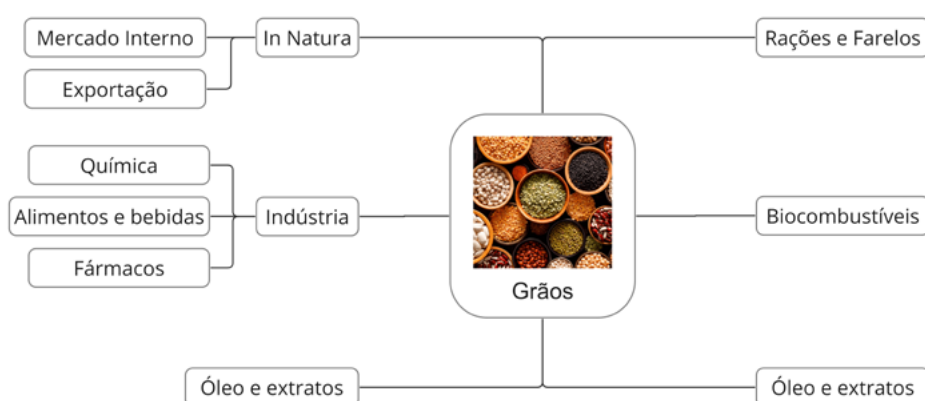 Mercado Interno
In Natura
Rações e Farelos
Exportação
Química
Alimentos e bebidas
Indústria
Biocombustíveis
Fármacos
Grãos
Óleo e extratos
Óleo e extratos